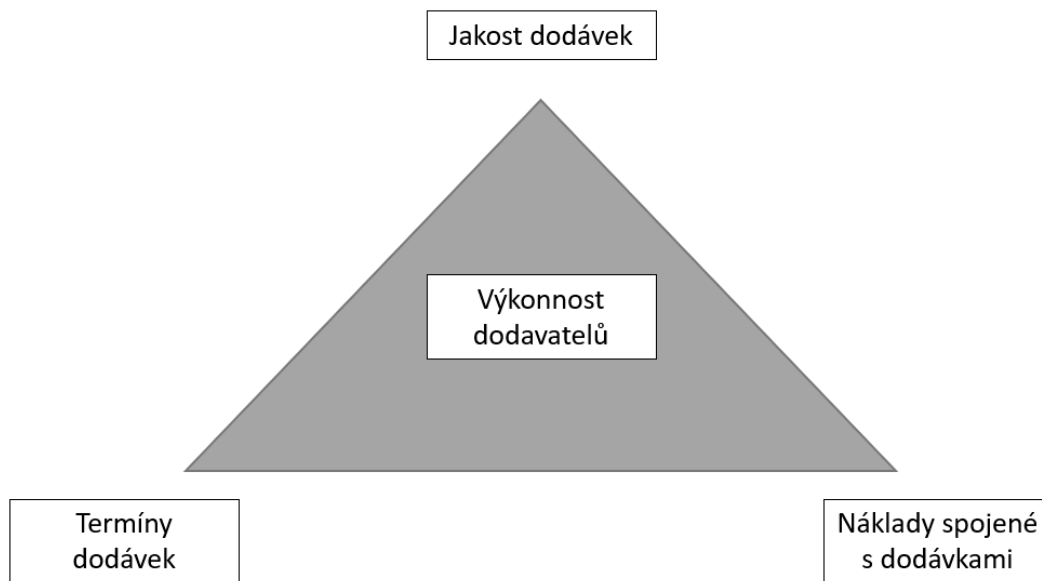 Jakost dodávek
Výkonnost
dodavatelů
Termíny
dodávek
Náklady spojené
s dodávkami